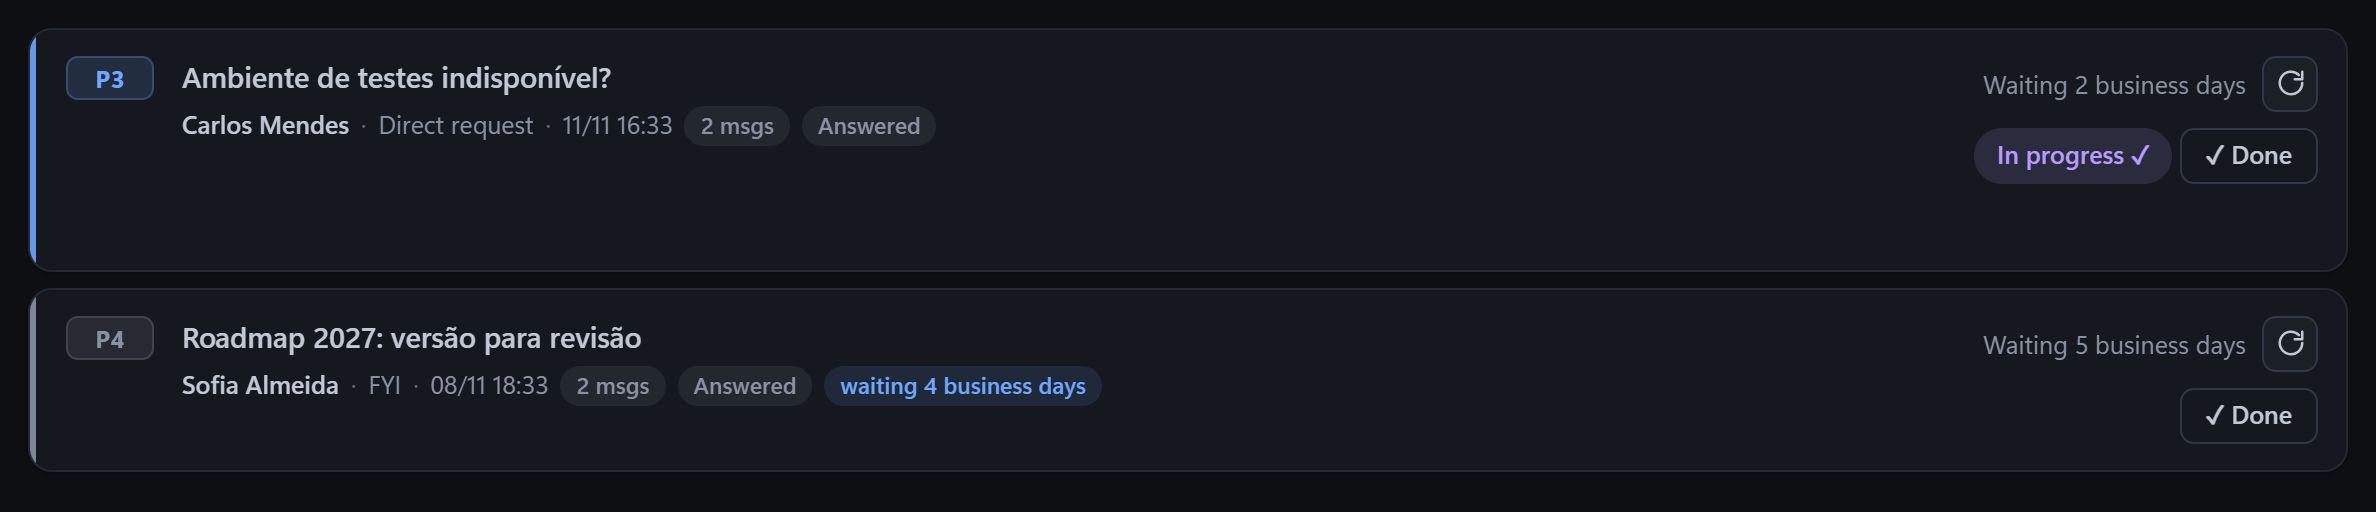 P3 Ambiente de testes indisponível? Waiting 2 business days
Carlos Mendes · Direct request · 11/11 16:33 2 msgs Answered
In progress ✓ ✓ Done
P4 Roadmap 2027: versão para revisão Waiting 5 business days
Sofia Almeida · FYI · 08/11 18:33 2 msgs Answered waiting 4 business days
✓ Done